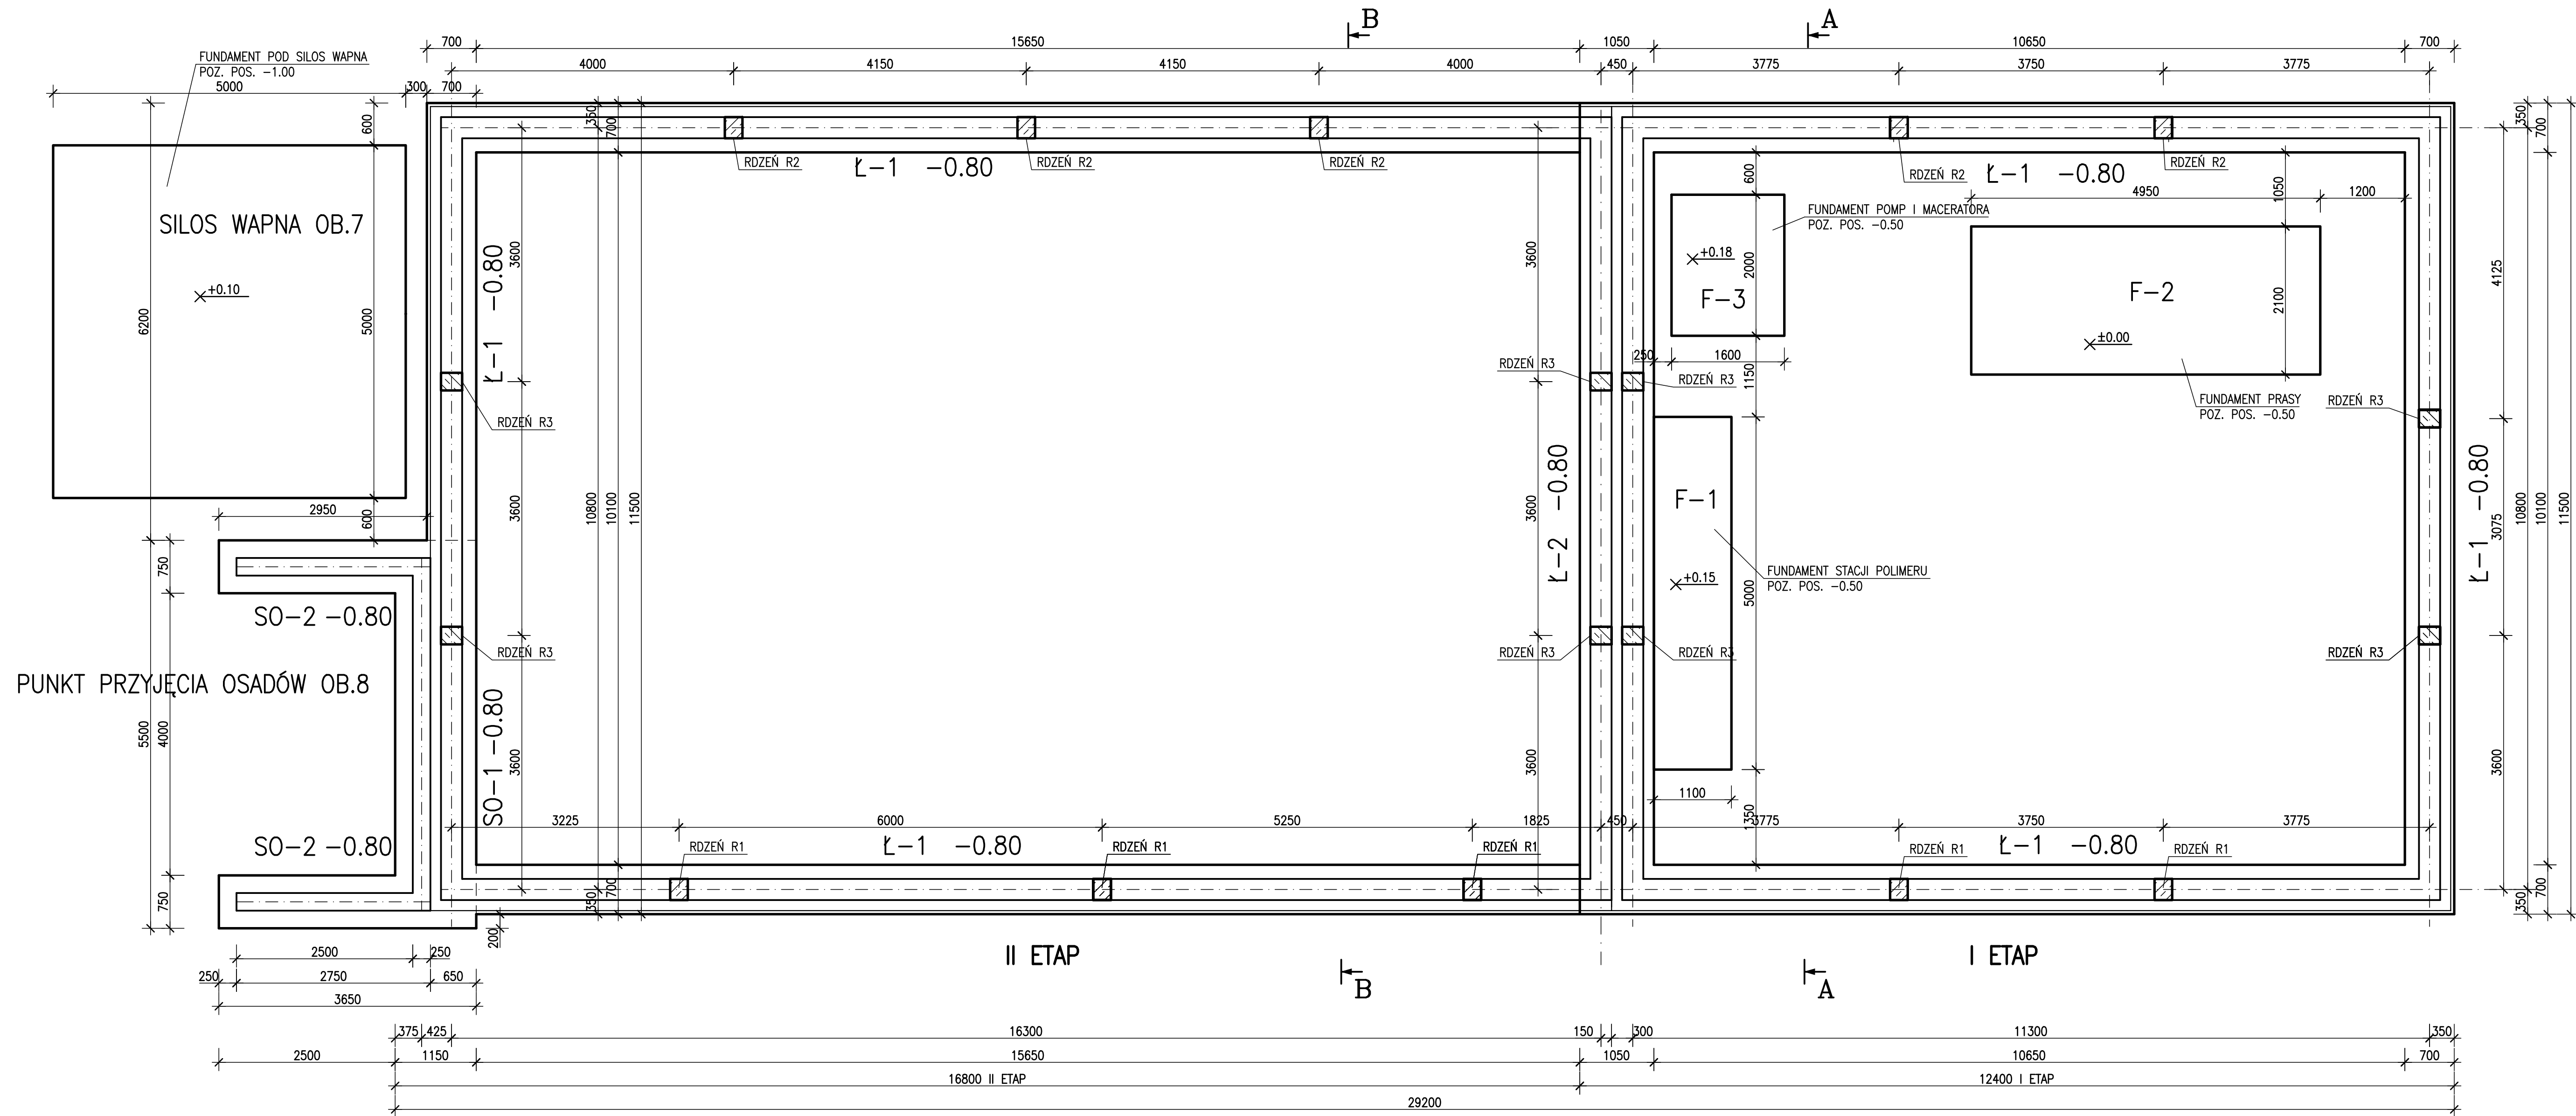 B
A
700
15650
1050
10650
700
FUNDAMENT POD SILOS WAPNA
POZ. POS. -1.00
4000
4150
4150
4000
450
3775
3750
3775
5000
300
700
600
350
700
350
700
RDZEŃ R2
RDZEŃ R2
RDZEŃ R2
RDZEŃ R2
RDZEŃ R2
Ł-1 -0.80
Ł-1 -0.80
600
1050
4950
1200
SILOS WAPNA OB.7
+0.10
6200
5000
600
Ł-1 -0.80
3600
3600
FUNDAMENT POMP I MACERATORA
POZ. POS. -0.50
+0.18
2000
F-3
F-2
±0.00
2100
4125
250
1600
1150
RDZEŃ R3
RDZEŃ R3
RDZEŃ R3
RDZEŃ R3
FUNDAMENT PRASY
POZ. POS. -0.50
2950
3600
10800
10100
11500
3600
Ł-2 -0.80
F-1
+0.15
FUNDAMENT STACJI POLIMERU
POZ. POS. -0.50
5000
Ł-1 -0.80
3075
10800
10100
11500
750
SO-2 -0.80
PUNKT PRZYJĘCIA OSADÓW OB.8
5500
4000
RDZEŃ R3
RDZEŃ R3
RDZEŃ R3
RDZEŃ R3
SO-1 -0.80
3600
3600
3600
1100
1350
3225
6000
5250
1825
450
3775
3750
3775
SO-2 -0.80
RDZEŃ R1
Ł-1 -0.80
RDZEŃ R1
RDZEŃ R1
RDZEŃ R1
Ł-1 -0.80
RDZEŃ R1
750
350
700
350
700
200
II ETAP
I ETAP
2500
250
250
2750
650
3650
B
A
375
425
16300
150
300
11300
350
2500
1150
15650
1050
10650
700
16800 II ETAP
12400 I ETAP
29200